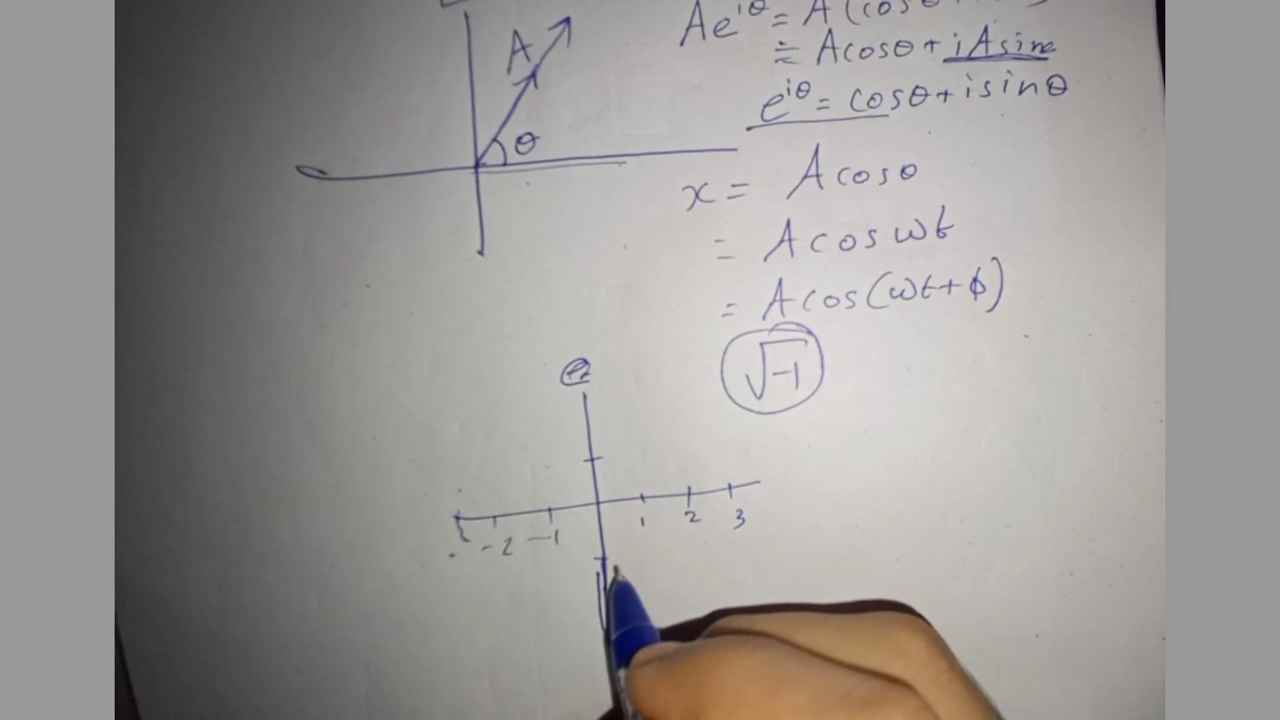 A
θ
Ae^iθ = A(cosθ
= Acosθ + iAsinθ
e^iθ = cosθ + isinθ
x = Acosθ
= Acosωt
= Acos(ωt+φ)
√-1
-2 -1 1 2 3